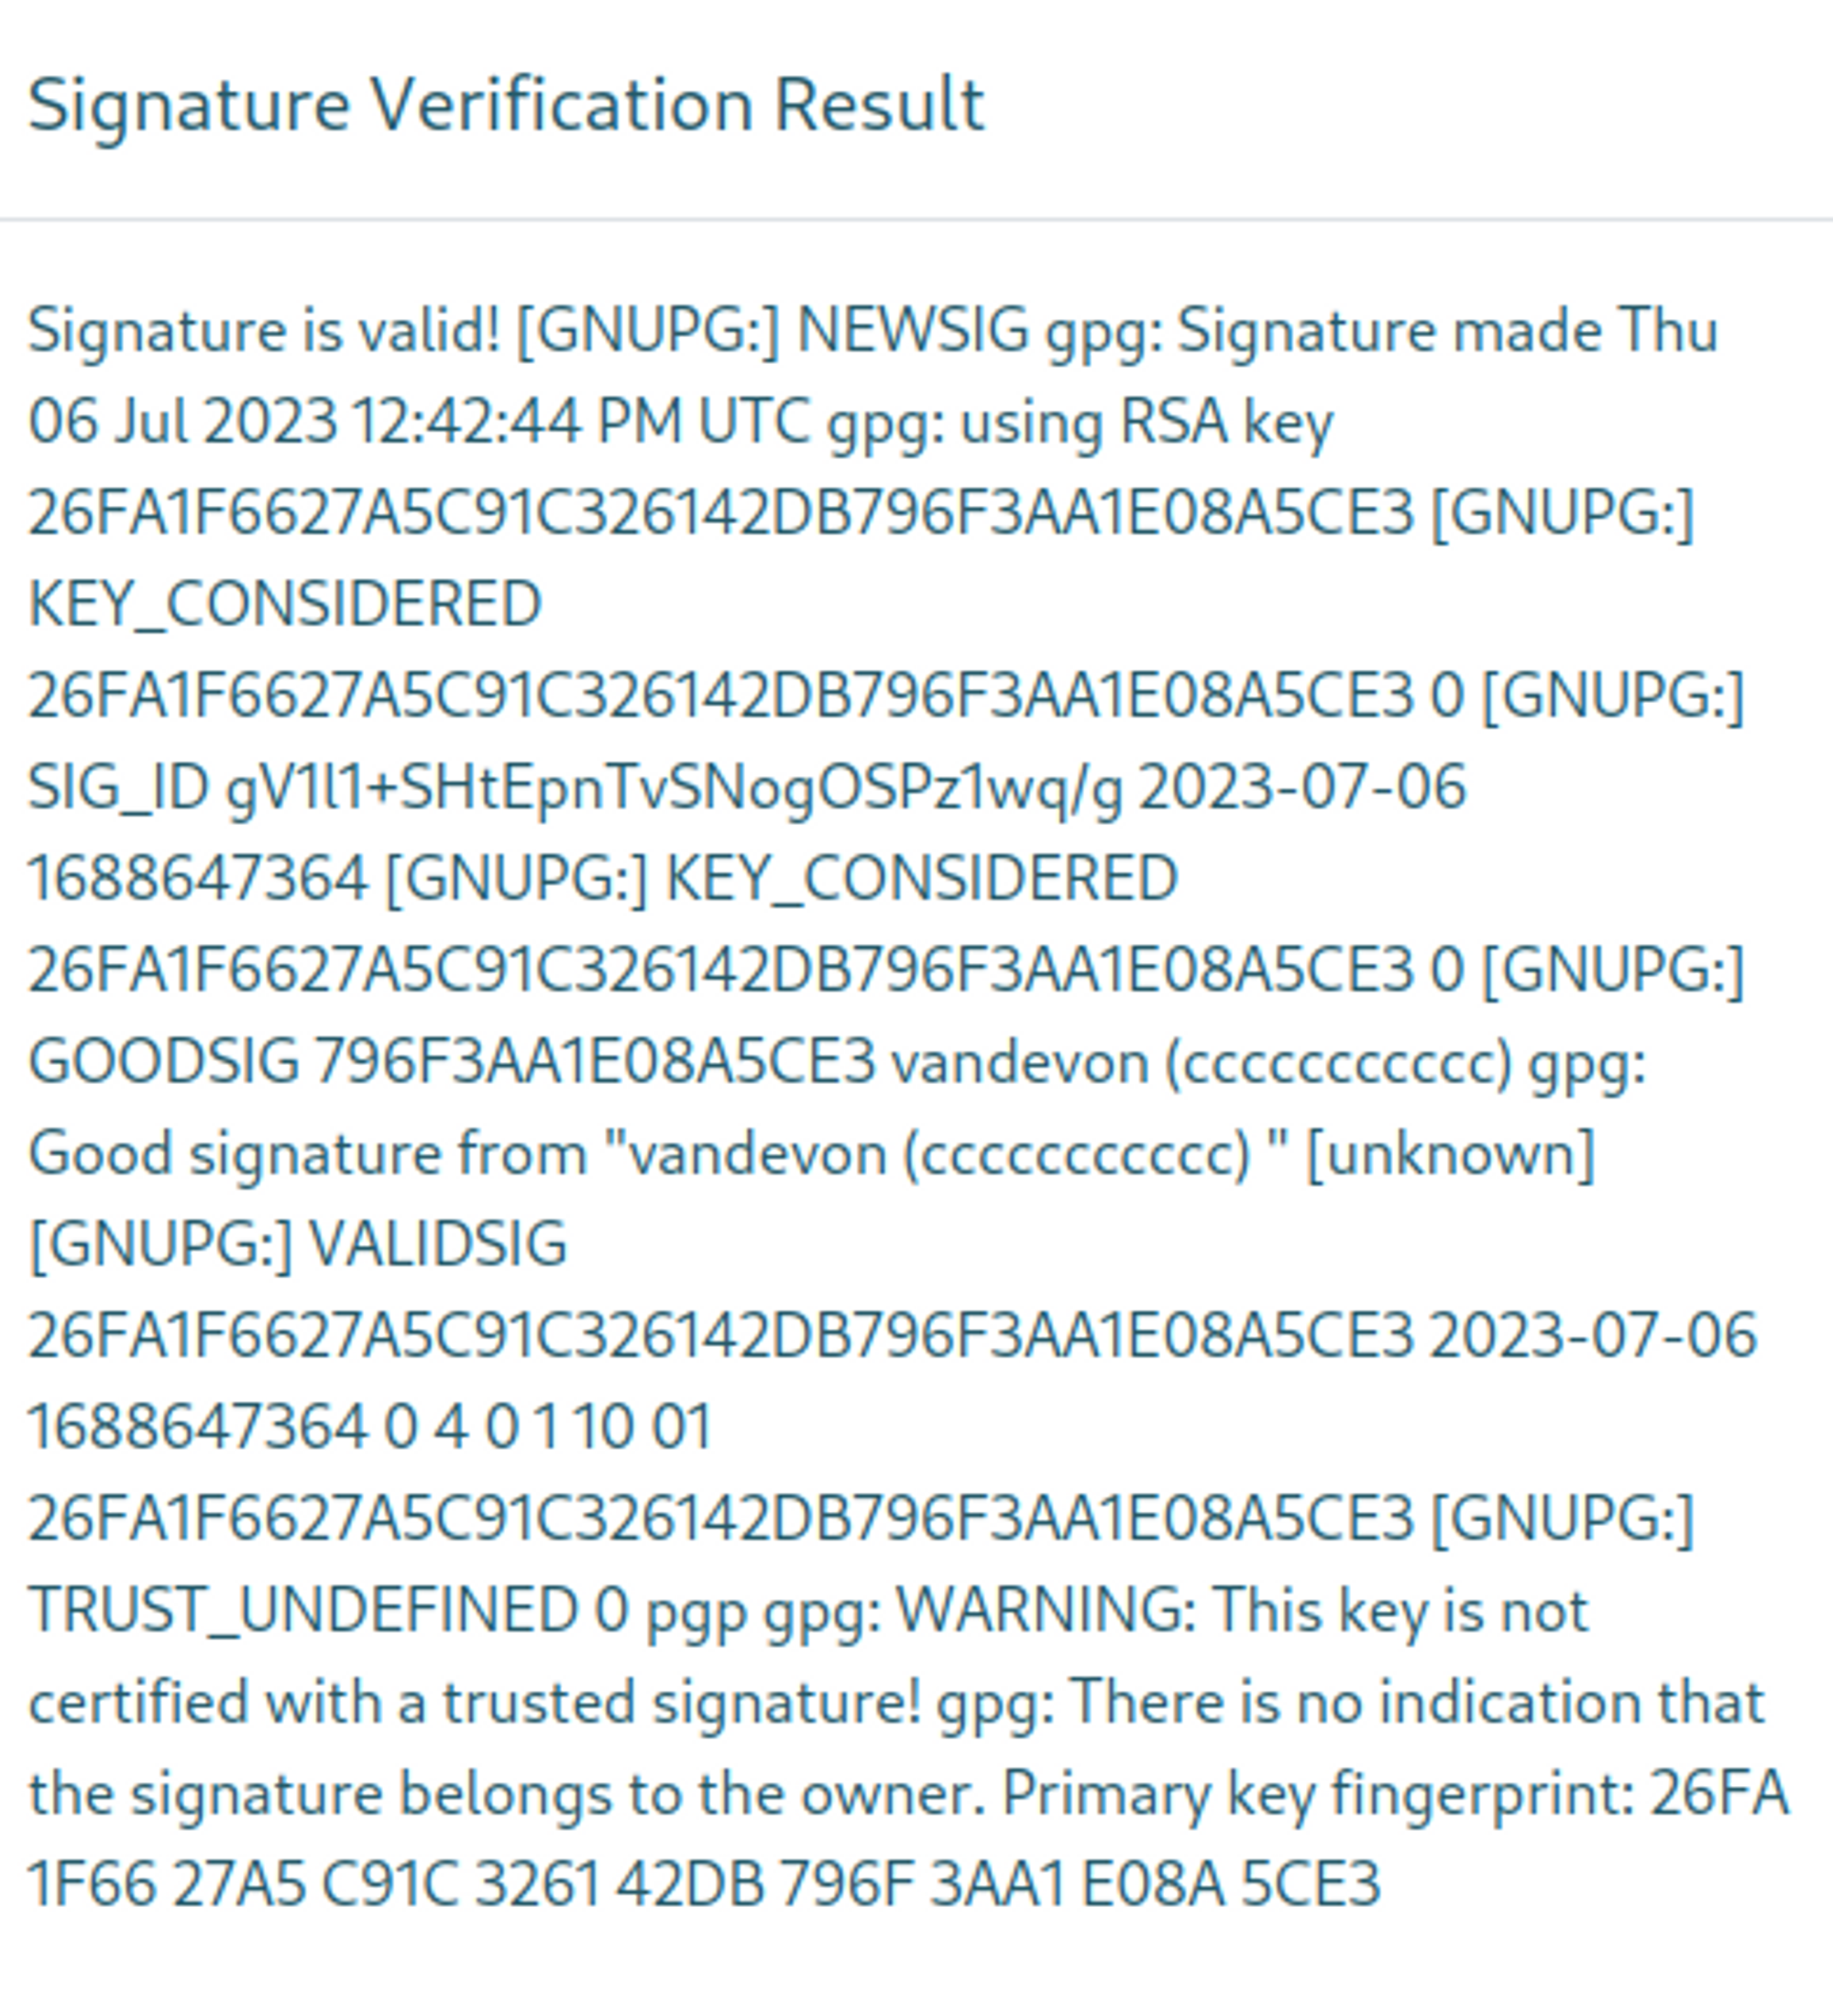 Signature Verification Result
Signature is valid! [GNUPG:] NEWSIG gpg: Signature made Thu
06 Jul 2023 12:42:44 PM UTC gpg: using RSA key
26FA1F6627A5C91C326142DB796F3AA1E08A5CE3 [GNUPG:]
KEY_CONSIDERED
26FA1F6627A5C91C326142DB796F3AA1E08A5CE3 0 [GNUPG:]
SIG_ID gV1l1+SHtEpnTvSNogOSPz1wq/g 2023-07-06
1688647364 [GNUPG:] KEY_CONSIDERED
26FA1F6627A5C91C326142DB796F3AA1E08A5CE3 0 [GNUPG:]
GOODSIG 796F3AA1E08A5CE3 vandevon (ccccccccccc) gpg:
Good signature from "vandevon (ccccccccccc) " [unknown]
[GNUPG:] VALIDSIG
26FA1F6627A5C91C326142DB796F3AA1E08A5CE3 2023-07-06
1688647364 0 4 0 1 10 01
26FA1F6627A5C91C326142DB796F3AA1E08A5CE3 [GNUPG:]
TRUST_UNDEFINED 0 pgp gpg: WARNING: This key is not
certified with a trusted signature! gpg: There is no indication that
the signature belongs to the owner. Primary key fingerprint: 26FA
1F66 27A5 C91C 3261 42DB 796F 3AA1 E08A 5CE3